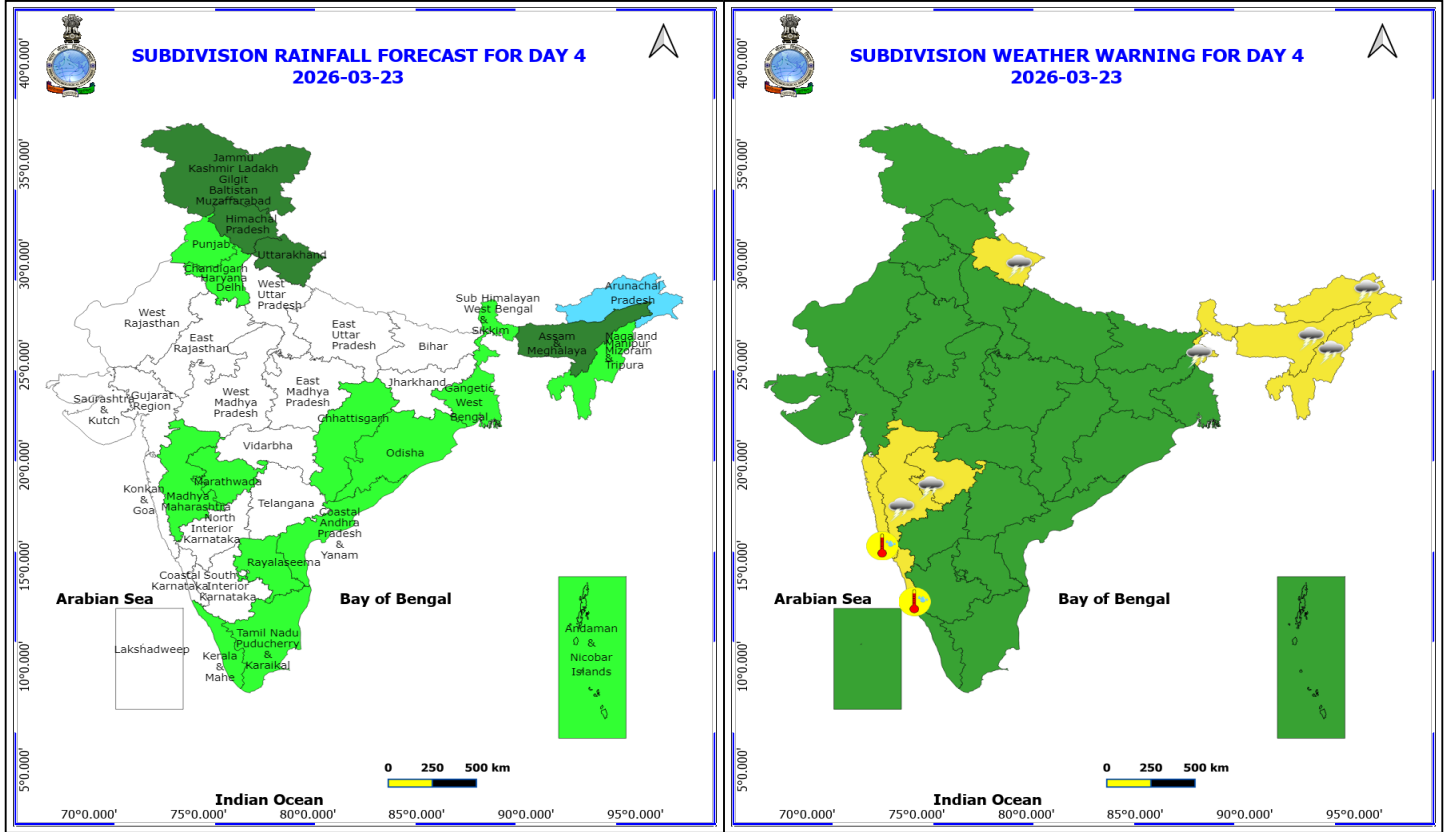 SUBDIVISION RAINFALL FORECAST FOR DAY 4
2026-03-23
40°0.000'
35°0.000'
30°0.000'
25°0.000'
20°0.000'
15°0.000'
10°0.000'
5°0.000'
Jammu
Kashmir Ladakh
Gilgit
Baltistan
Muzaffarabad
Himachal
Pradesh
Punjab
Uttarakhand
Chandigarh
Haryana
Delhi
West
Uttar
Pradesh
Arunachal
Pradesh
Sub Himalayan
West Bengal
&
Sikkim
West
Rajasthan
East
Rajasthan
East
Uttar
Pradesh
Bihar
Assam
&
Meghalaya
Nagaland
Manipur
Mizoram
&
Tripura
Saurashtra
&
Kutch
Gujarat
Region
West
Madhya
Pradesh
East
Madhya
Pradesh
Jharkhand
Gangetic
West
Bengal
Chhattisgarh
Vidarbha
Odisha
Konkan
&
Goa
Marathwada
Madhya
Maharashtra
Telangana
North
Interior
Karnataka
Coastal
Andhra
Pradesh
&
Yanam
Rayalaseema
Coastal
Karnataka
South
Interior
Karnataka
Arabian Sea
Bay of Bengal
Lakshadweep
Kerala
&
Mahe
Tamil Nadu
Puducherry
&
Karaikal
Andaman
&
Nicobar
Islands
0 250 500 km
Indian Ocean
70°0.000' 75°0.000' 80°0.000' 85°0.000' 90°0.000' 95°0.000'
SUBDIVISION WEATHER WARNING FOR DAY 4
2026-03-23
40°0.000'
35°0.000'
30°0.000'
25°0.000'
20°0.000'
15°0.000'
10°0.000'
5°0.000'
Arabian Sea
Bay of Bengal
0 250 500 km
Indian Ocean
70°0.000' 75°0.000' 80°0.000' 85°0.000' 90°0.000' 95°0.000'